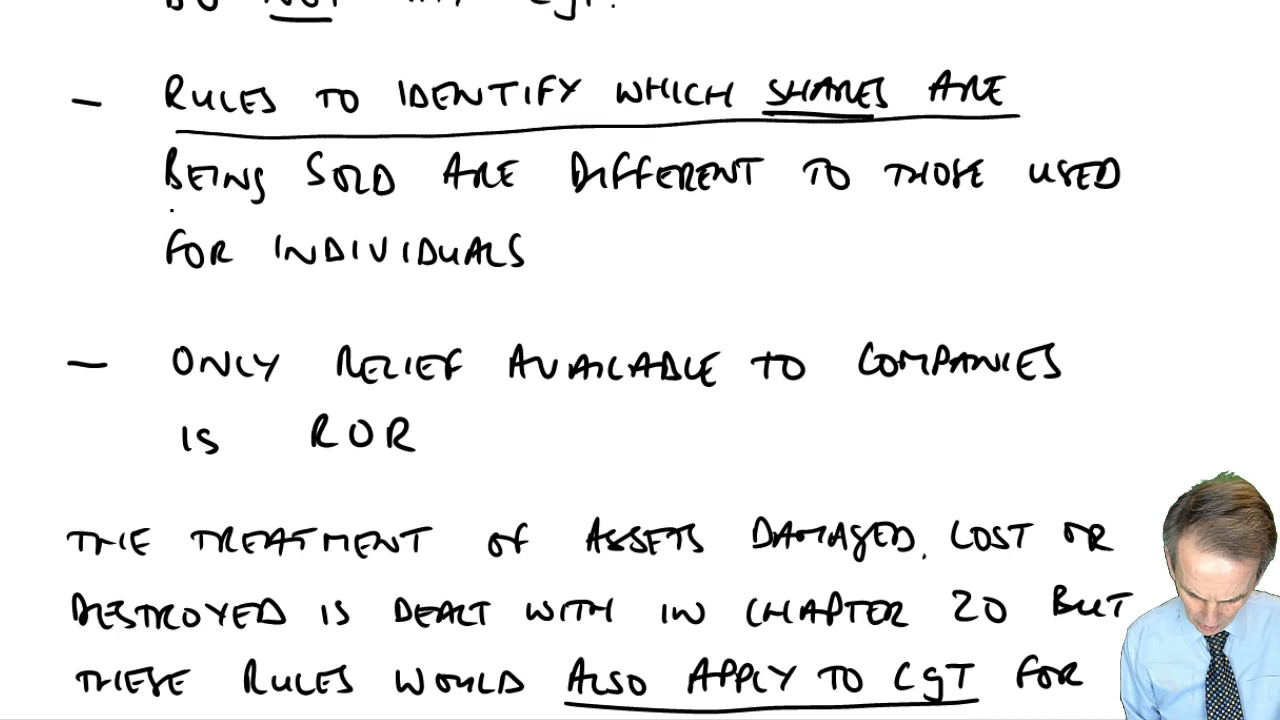 NOT
- RULES TO IDENTIFY WHICH SHARES ARE
BEING SOLD ARE DIFFERENT TO THOSE USED
FOR INDIVIDUALS
- ONLY RELIEF AVAILABLE TO COMPANIES
IS ROR
THE TREATMENT OF ASSETS DAMAGED, LOST OR
DESTROYED IS DEALT WITH IN CHAPTER 20 BUT
THESE RULES WOULD ALSO APPLY TO CGT FOR